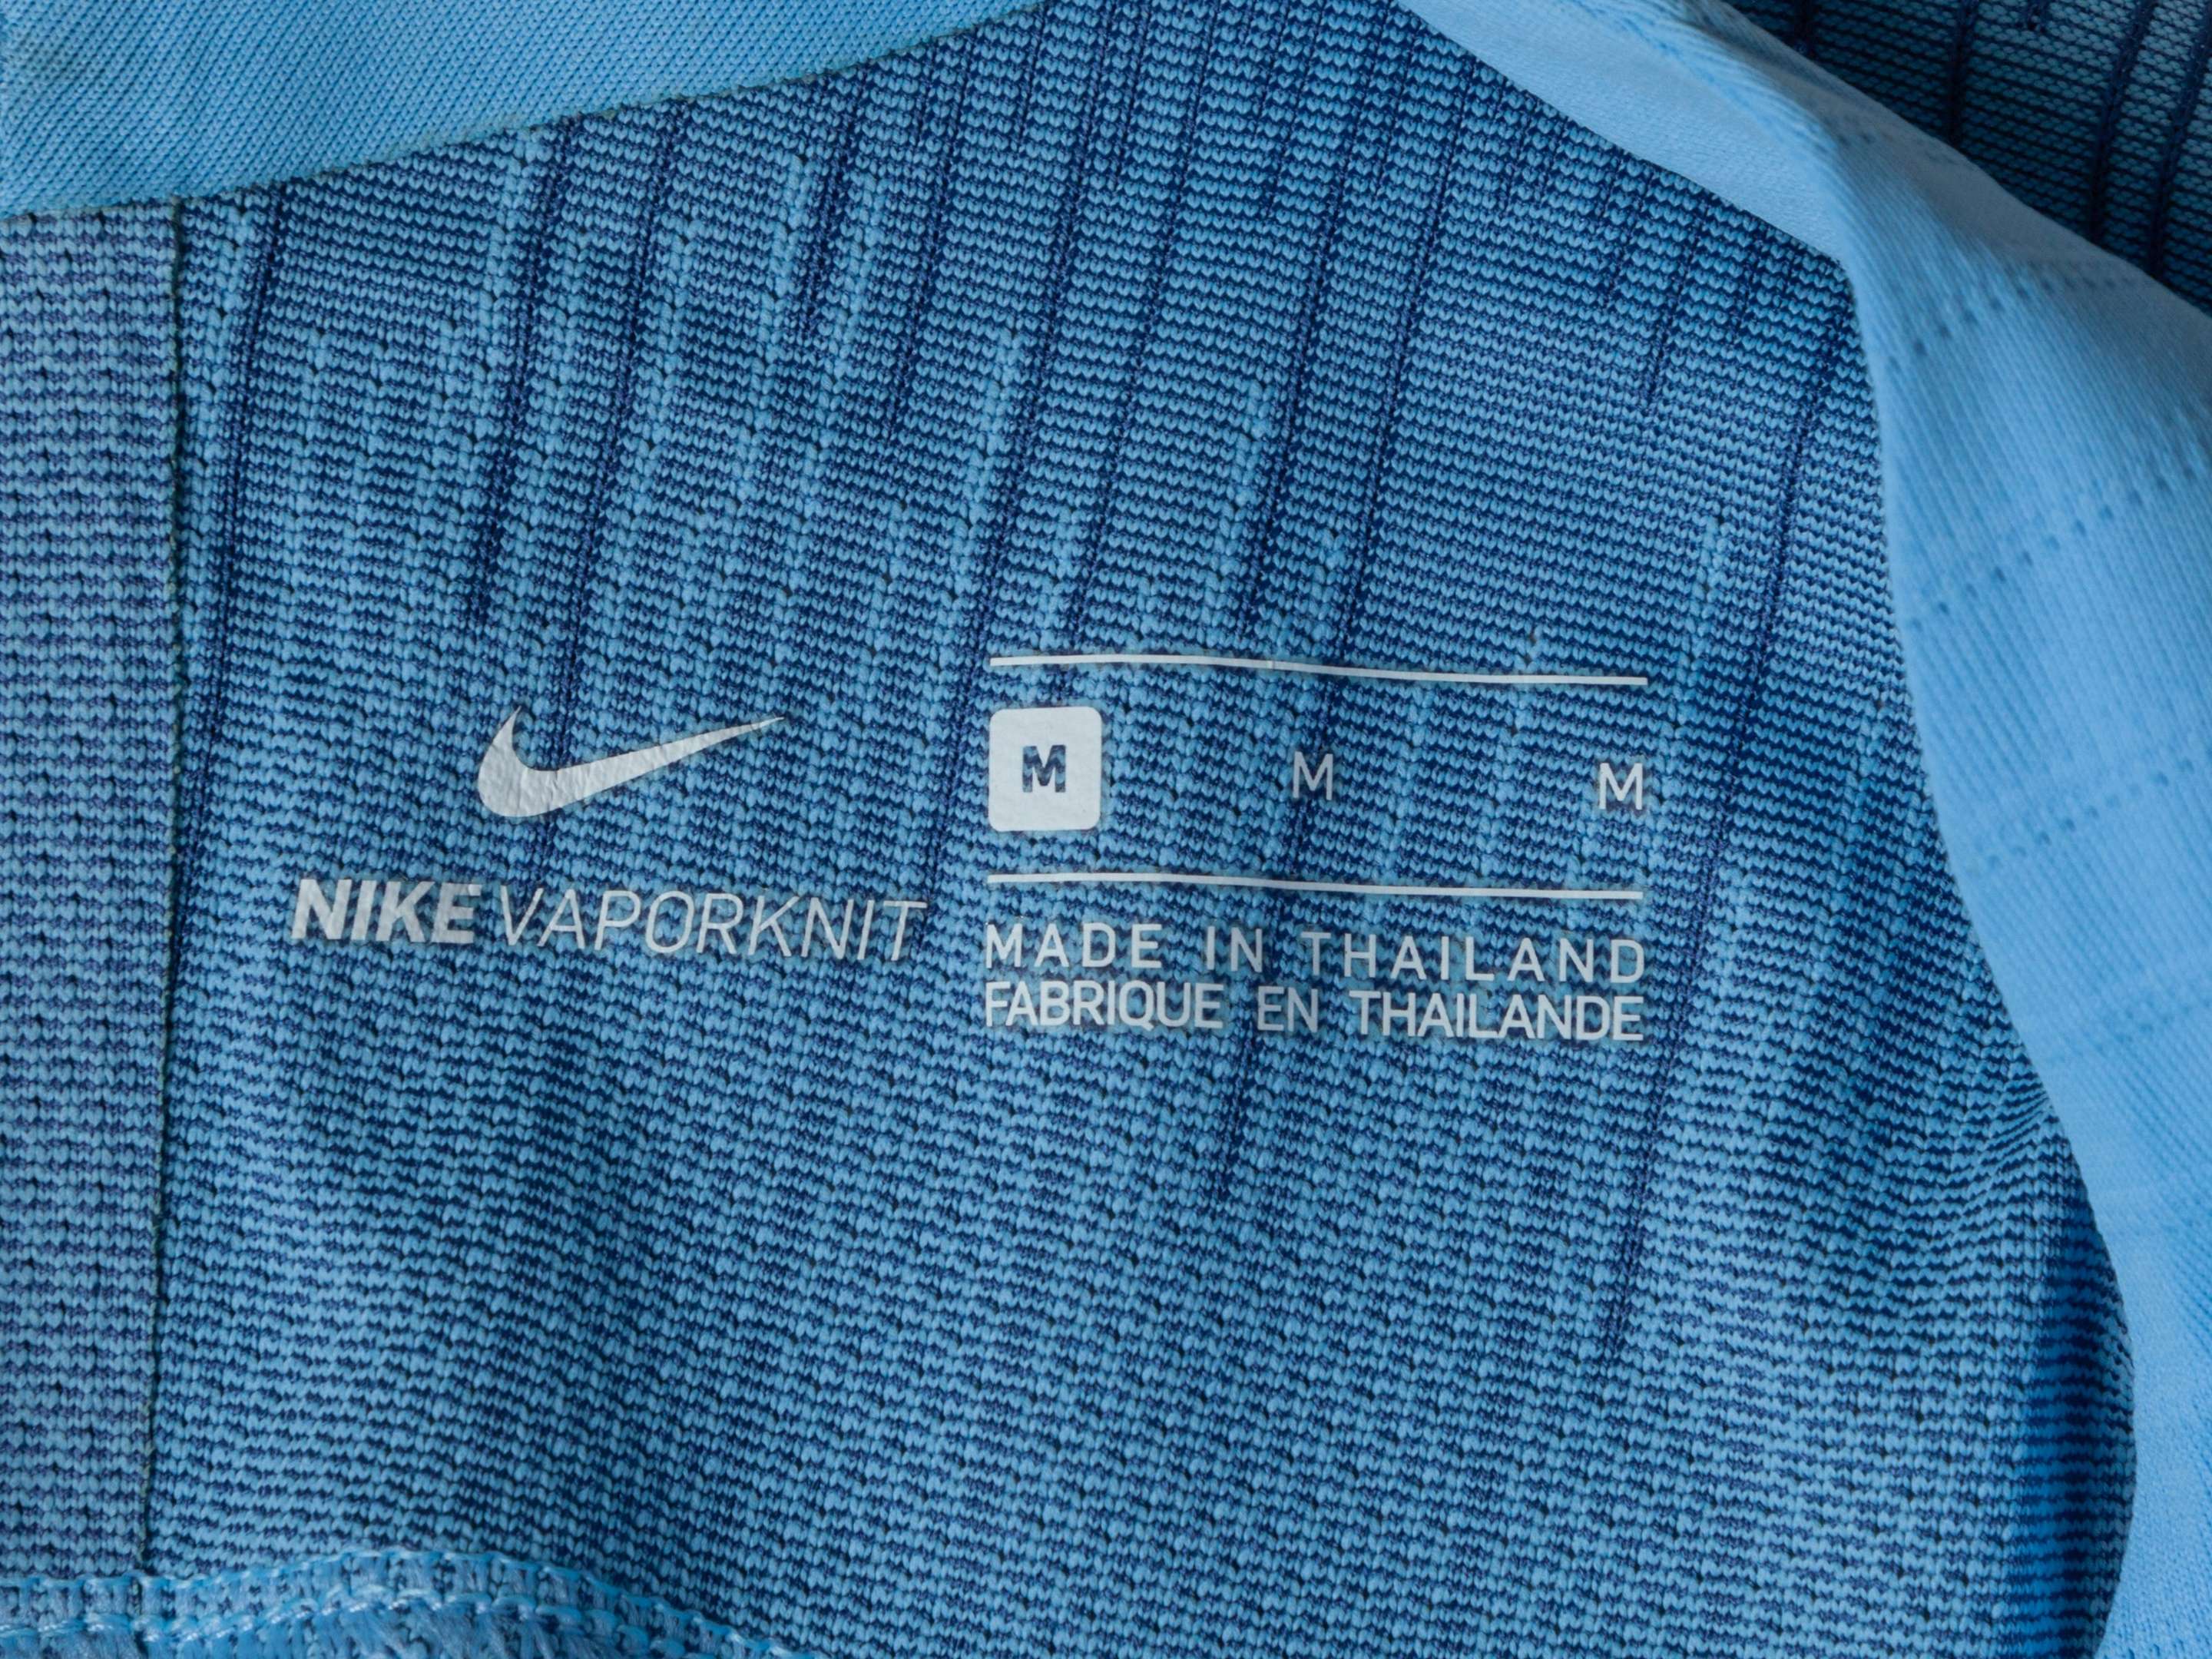 NIKE VAPORKNIT
M M M
MADE IN THAILAND
FABRIQUE EN THAILANDE